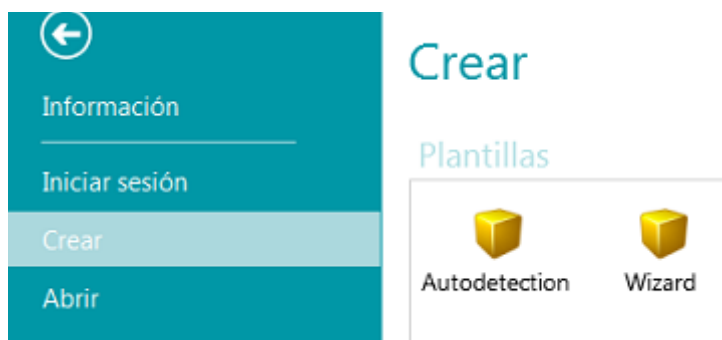 Información
Iniciar sesión
Crear
Abrir
Crear
Plantillas
Autodetection
Wizard